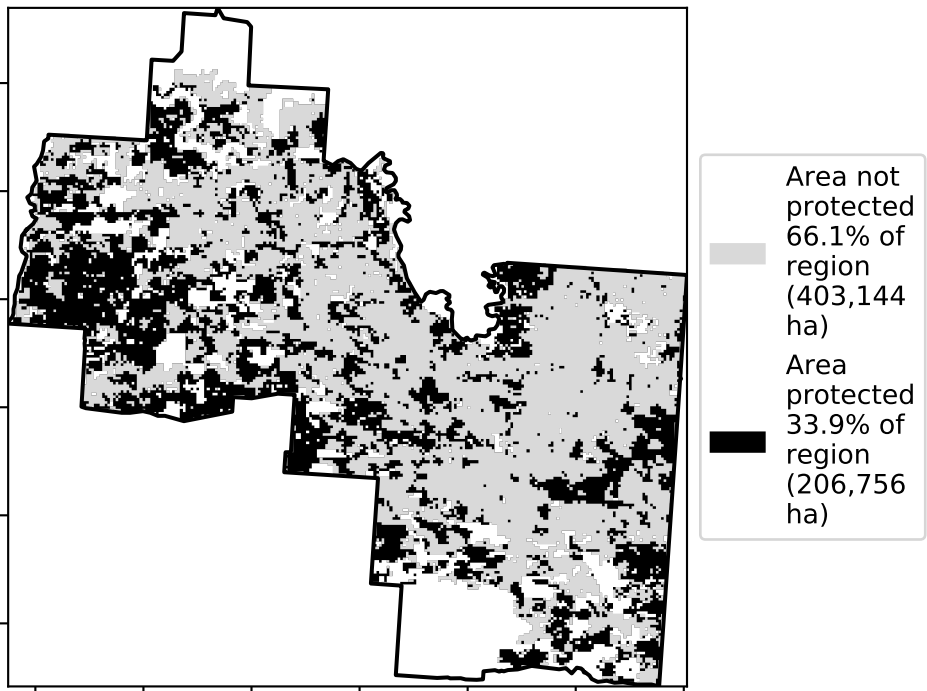 Area not
protected
66.1% of
region
(403,144
ha)
Area
protected
33.9% of
region
(206,756
ha)